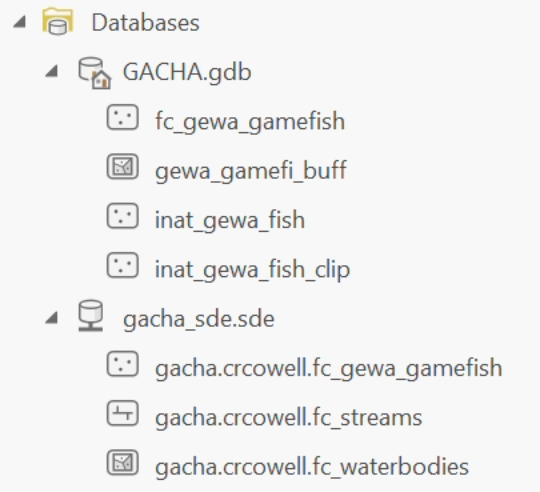 Databases
GACHA.gdb
fc_gewa_gamefish
gewa_gamefi_buff
inat_gewa_fish
inat_gewa_fish_clip
gacha_sde.sde
gacha.crcowell.fc_gewa_gamefish
gacha.crcowell.fc_streams
gacha.crcowell.fc_waterbodies